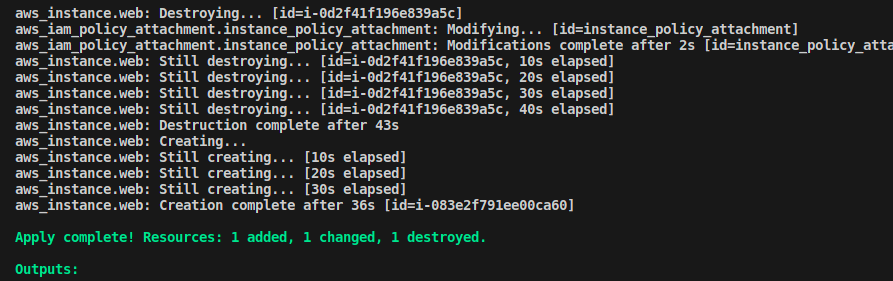 aws_instance.web: Destroying... [id=i-0d2f41f196e839a5c]
aws_iam_policy_attachment.instance_policy_attachment: Modifying... [id=instance_policy_attachment]
aws_iam_policy_attachment.instance_policy_attachment: Modifications complete after 2s [id=instance_policy_atta
aws_instance.web: Still destroying... [id=i-0d2f41f196e839a5c, 10s elapsed]
aws_instance.web: Still destroying... [id=i-0d2f41f196e839a5c, 20s elapsed]
aws_instance.web: Still destroying... [id=i-0d2f41f196e839a5c, 30s elapsed]
aws_instance.web: Still destroying... [id=i-0d2f41f196e839a5c, 40s elapsed]
aws_instance.web: Destruction complete after 43s
aws_instance.web: Creating...
aws_instance.web: Still creating... [10s elapsed]
aws_instance.web: Still creating... [20s elapsed]
aws_instance.web: Still creating... [30s elapsed]
aws_instance.web: Creation complete after 36s [id=i-083e2f791ee00ca60]
Apply complete! Resources: 1 added, 1 changed, 1 destroyed.
Outputs: